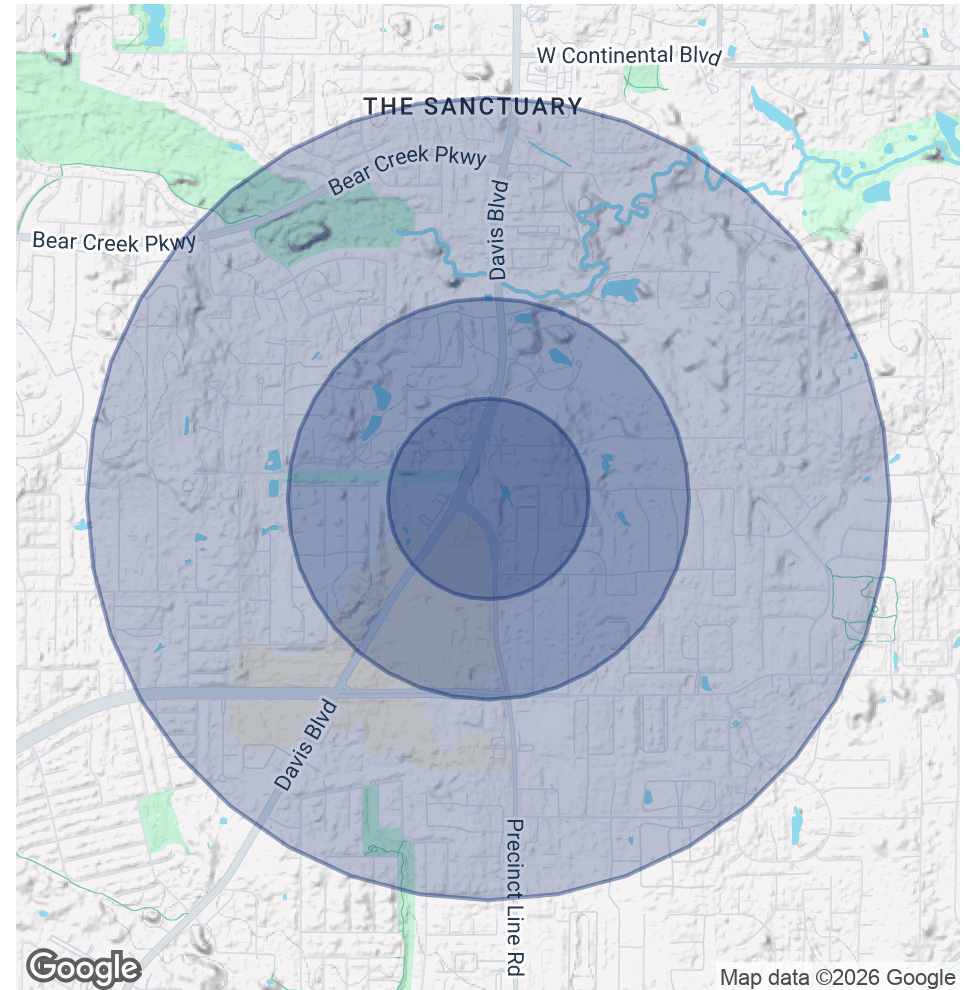 W Continental Blvd
THE SANCTUARY
Bear Creek Pkwy
Davis Blvd
Bear Creek Pkwy
Davis Blvd
Precinct Line Rd
Google
Map data ©2026 Google